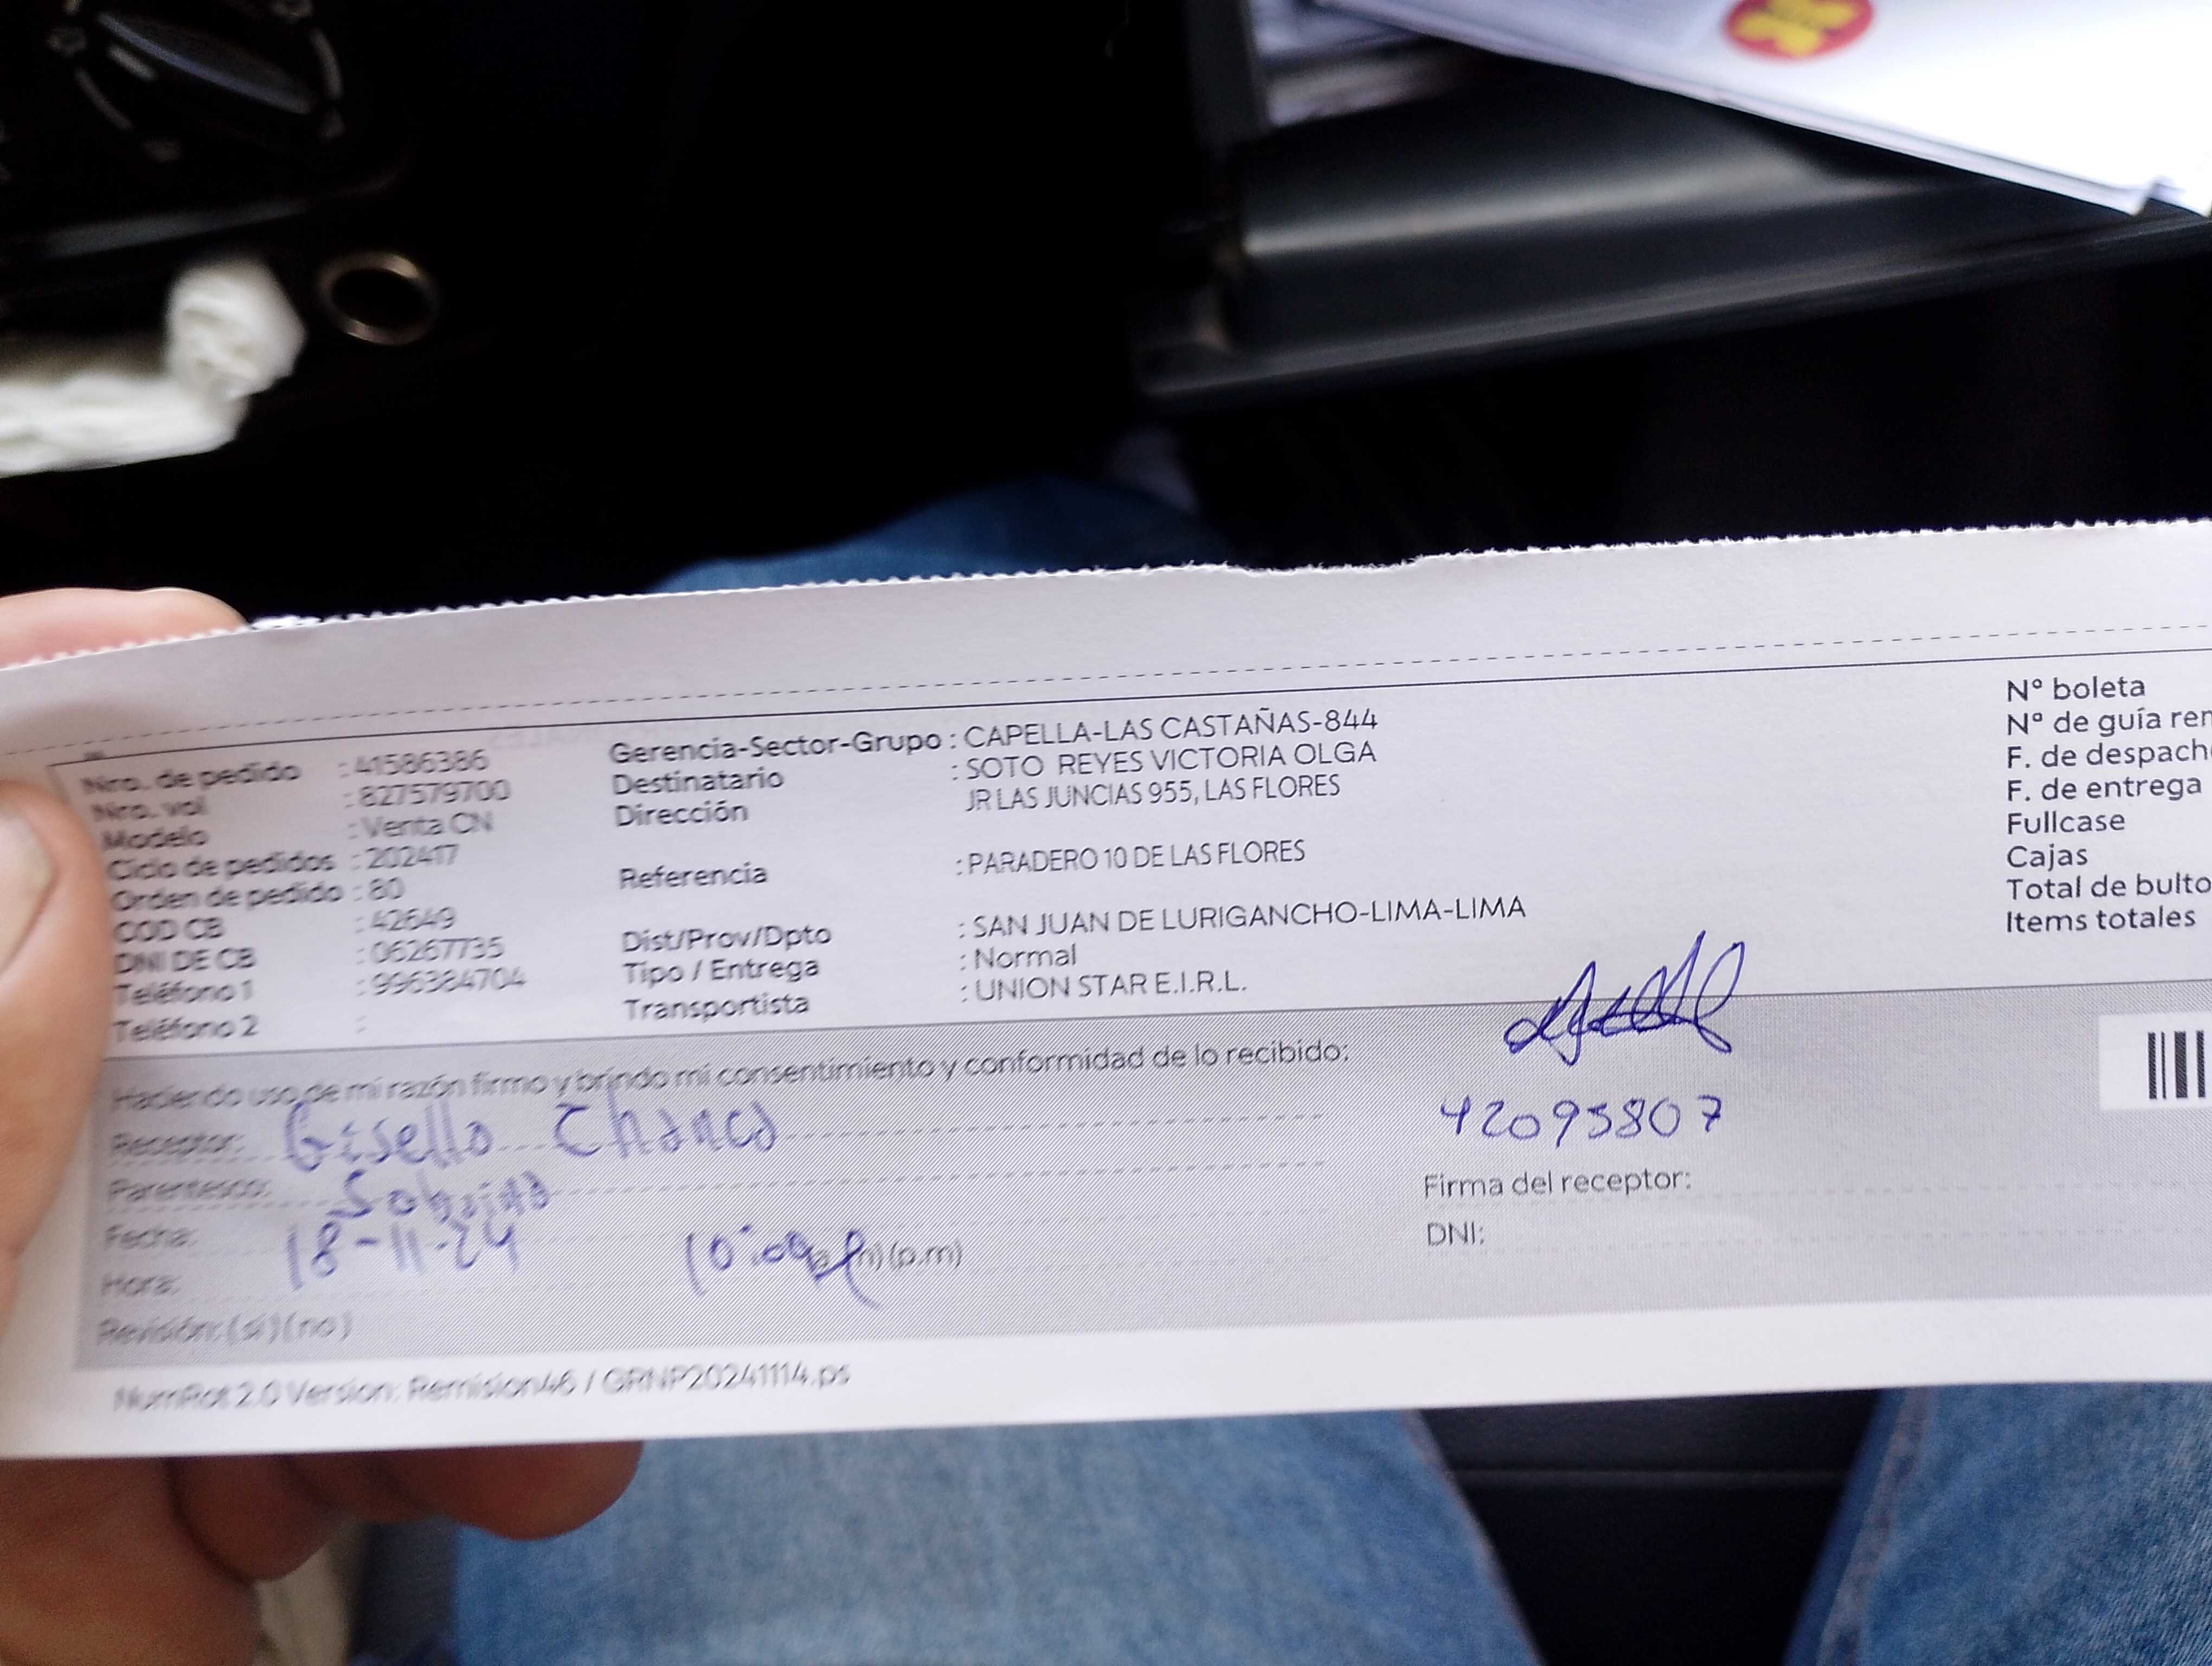 Nro. de pedido : 41586386
Nro. vol : 827579700
Modelo : Venta CN
Ciclo de pedidos : 202417
Orden de pedido : 80
COD CB : 42649
DNI DE CB : 06267735
Teléfono 1 : 996384704
Teléfono 2 :
Gerencia-Sector-Grupo : CAPELLA-LAS CASTAÑAS-844
Destinatario : SOTO REYES VICTORIA OLGA
Dirección JR LAS JUNCIAS 955, LAS FLORES
Referencia : PARADERO 10 DE LAS FLORES
Dist/Prov/Dpto : SAN JUAN DE LURIGANCHO-LIMA-LIMA
Tipo / Entrega : Normal
Transportista : UNION STAR E.I.R.L.
N° boleta
N° de guía rem
F. de despach
F. de entrega
Fullcase
Cajas
Total de bulto
Items totales
Haciendo uso de mi razón firmo y brindo mi consentimiento y conformidad de lo recibido:
Receptor: Gisello Chanca
Parentesco: Sobrina
Fecha: 18-11-24
Hora: 10:00 (p.m)
Revisión: (si) (no)
42095807
Firma del receptor:
DNI:
NumRot 2.0 Version: Remision46 / GRNP20241114.ps